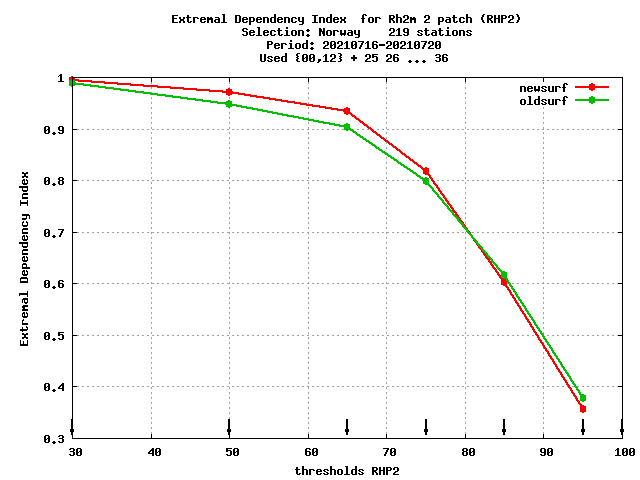 Extremal Dependency Index  for Rh2m 2 patch (RHP2)
Selection: Norway    219 stations
Period: 20210716-20210720
Used {00,12} + 25 26 ... 36
newsurf
oldsurf
Extremal Dependency Index
1
0.9
0.8
0.7
0.6
0.5
0.4
0.3
30 40 50 60 70 80 90 100
thresholds RHP2